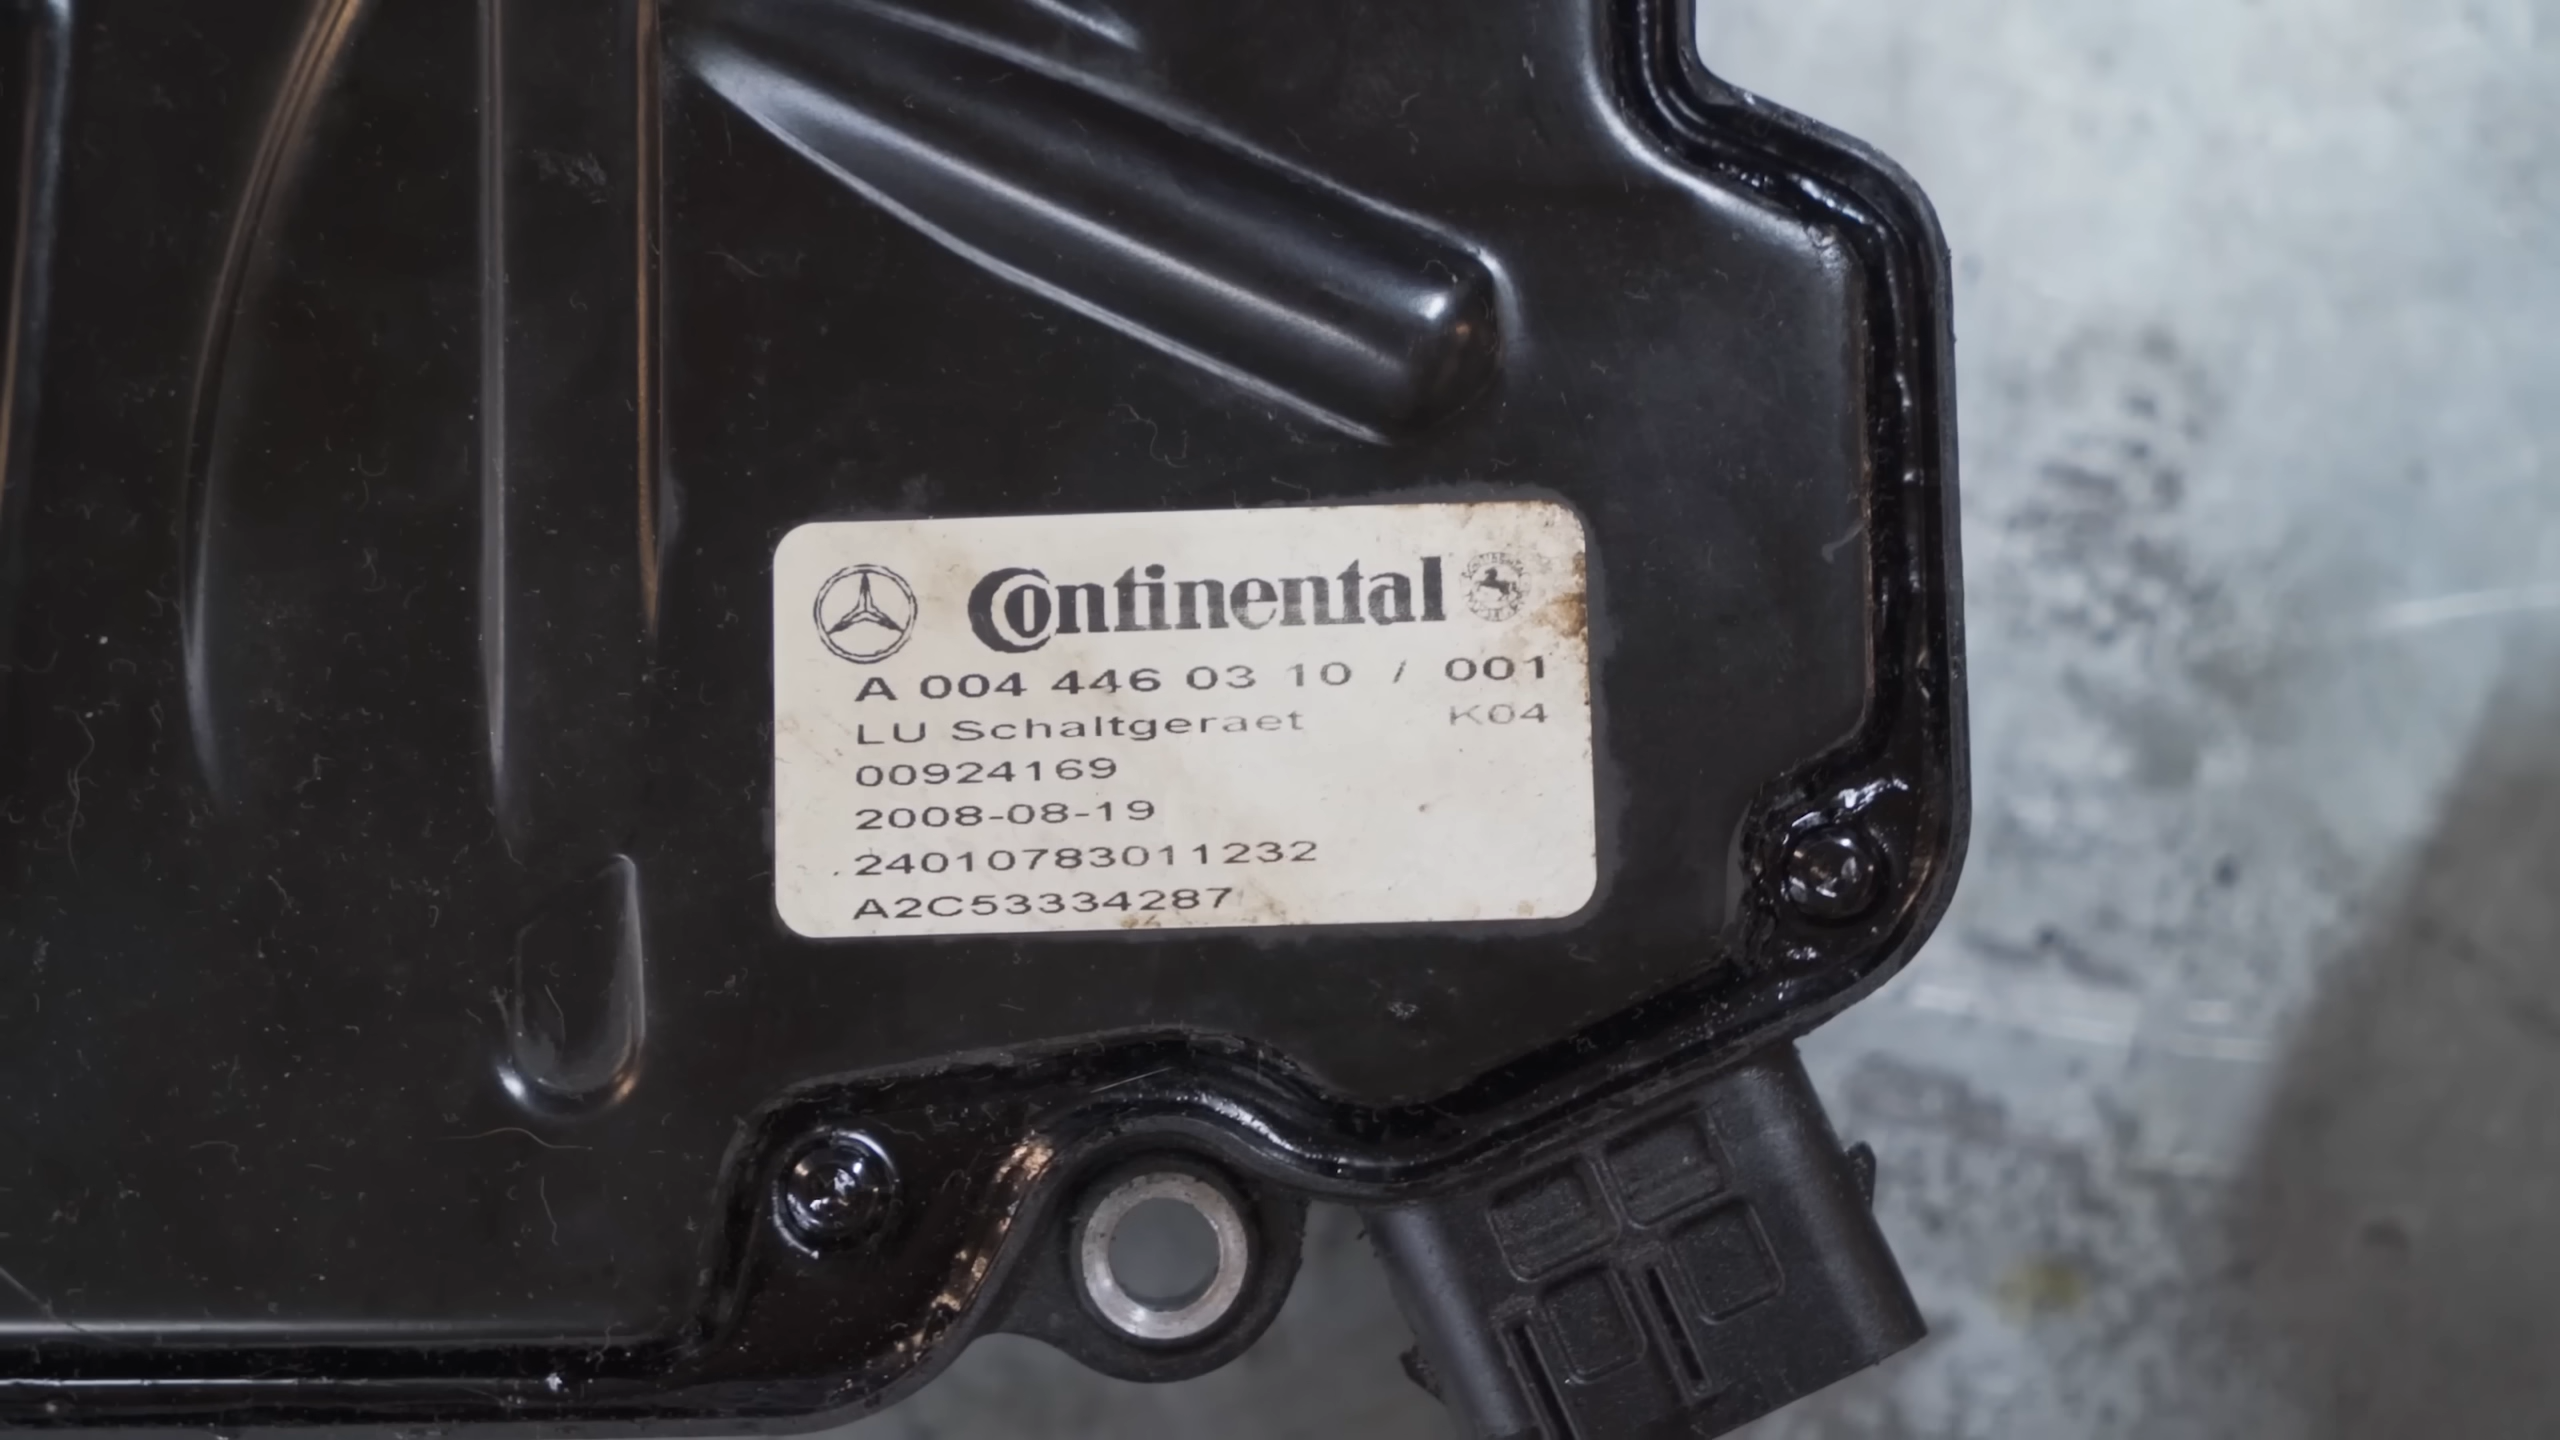 Continental
A 004 446 03 10 / 001
LU Schaltgeraet K04
00924169
2008-08-19
24010783011232
A2C53334287